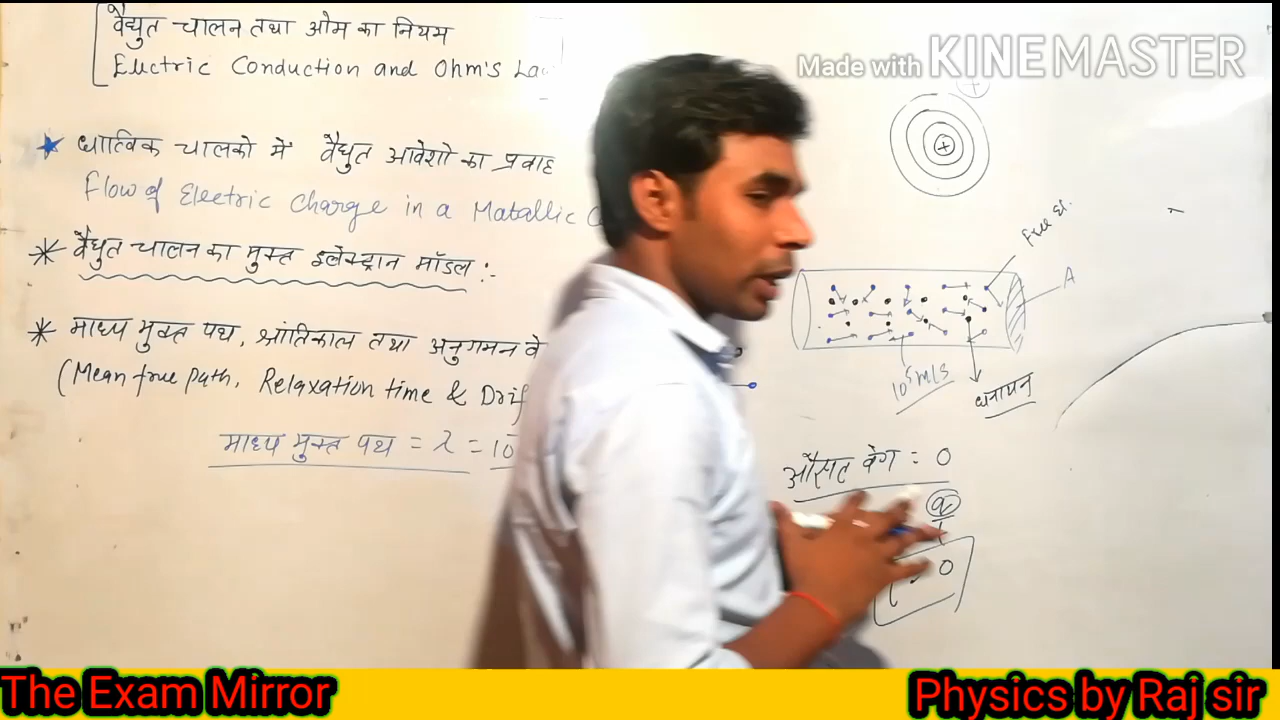 वैद्युत चालन तथा ओम का नियम
Electric Conduction and Ohm's La
★ धात्विक चालको में वैद्युत आवेशो का प्रवाह
Flow of Electric Charge in a Matallic C
* वैद्युत चालन का मुक्त इलेक्ट्रान मॉडल :-
* माध्य मुक्त पथ, श्रांतिकाल तथा अनुगमन वे
(Mean free path, Relaxation time & Drif
माध्य मुक्त पथ = λ = 10
Made with KINEMASTER
+
+
Free El.
A
10⁵ m/s
धनायन
औसत वेग = 0
0
The Exam Mirror
Physics by Raj sir